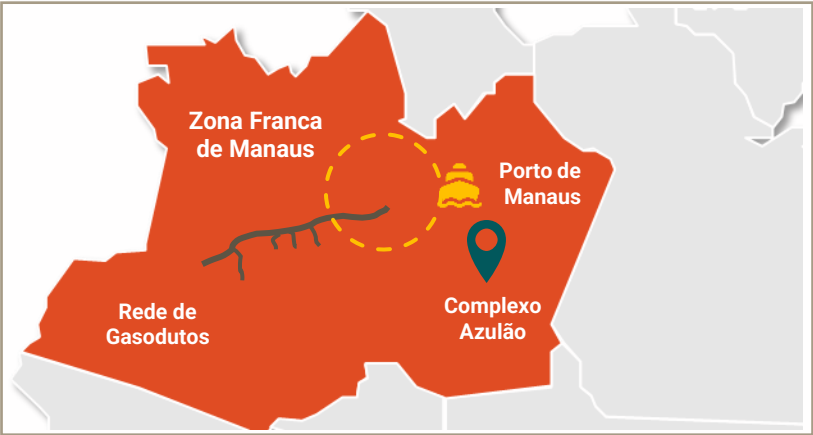 Zona Franca
de Manaus
Porto de
Manaus
Complexo
Azulão
Rede de
Gasodutos